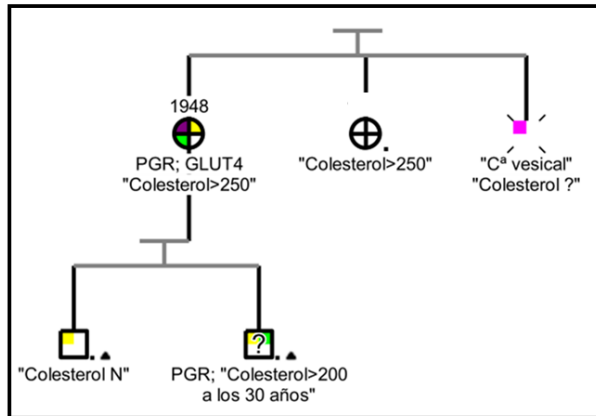 1948
PGR; GLUT4
"Colesterol>250"
"Colesterol>250"
"Cª vesical"
"Colesterol ?"
"Colesterol N"
?
PGR; "Colesterol>200
a los 30 años"